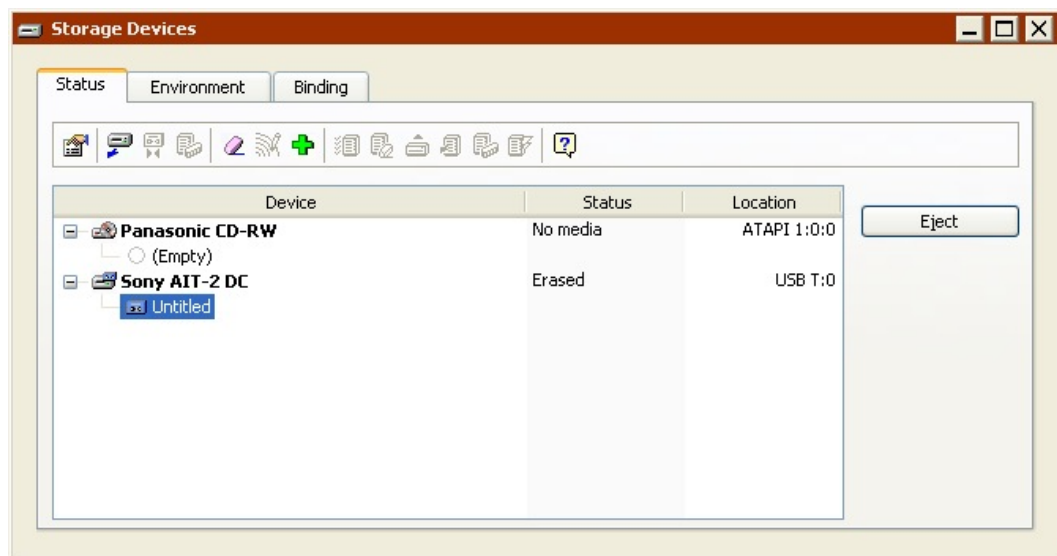 Storage Devices
Status Environment Binding
Device Status Location
Eject
Panasonic CD-RW No media ATAPI 1:0:0
(Empty)
Sony AIT-2 DC Erased USB T:0
Untitled